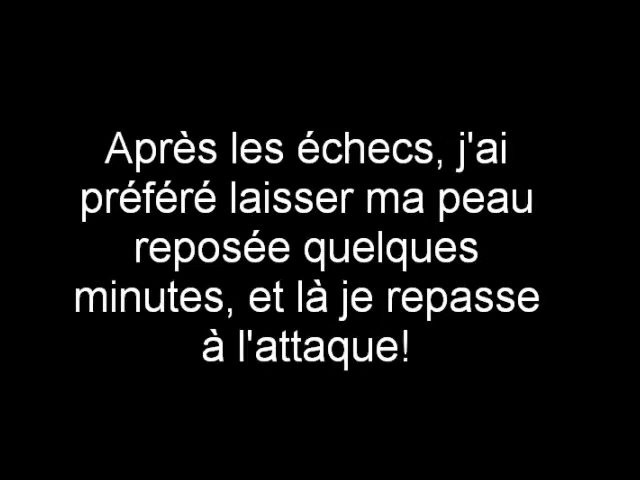 Après les échecs, j'ai
préféré laisser ma peau
reposée quelques
minutes, et là je repasse
à l'attaque!